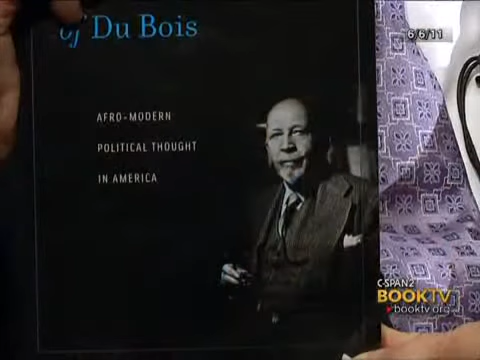 of Du Bois
6/6/11
AFRO-MODERN
POLITICAL THOUGHT
IN AMERICA
C-SPAN2
BOOKTV
booktv.org